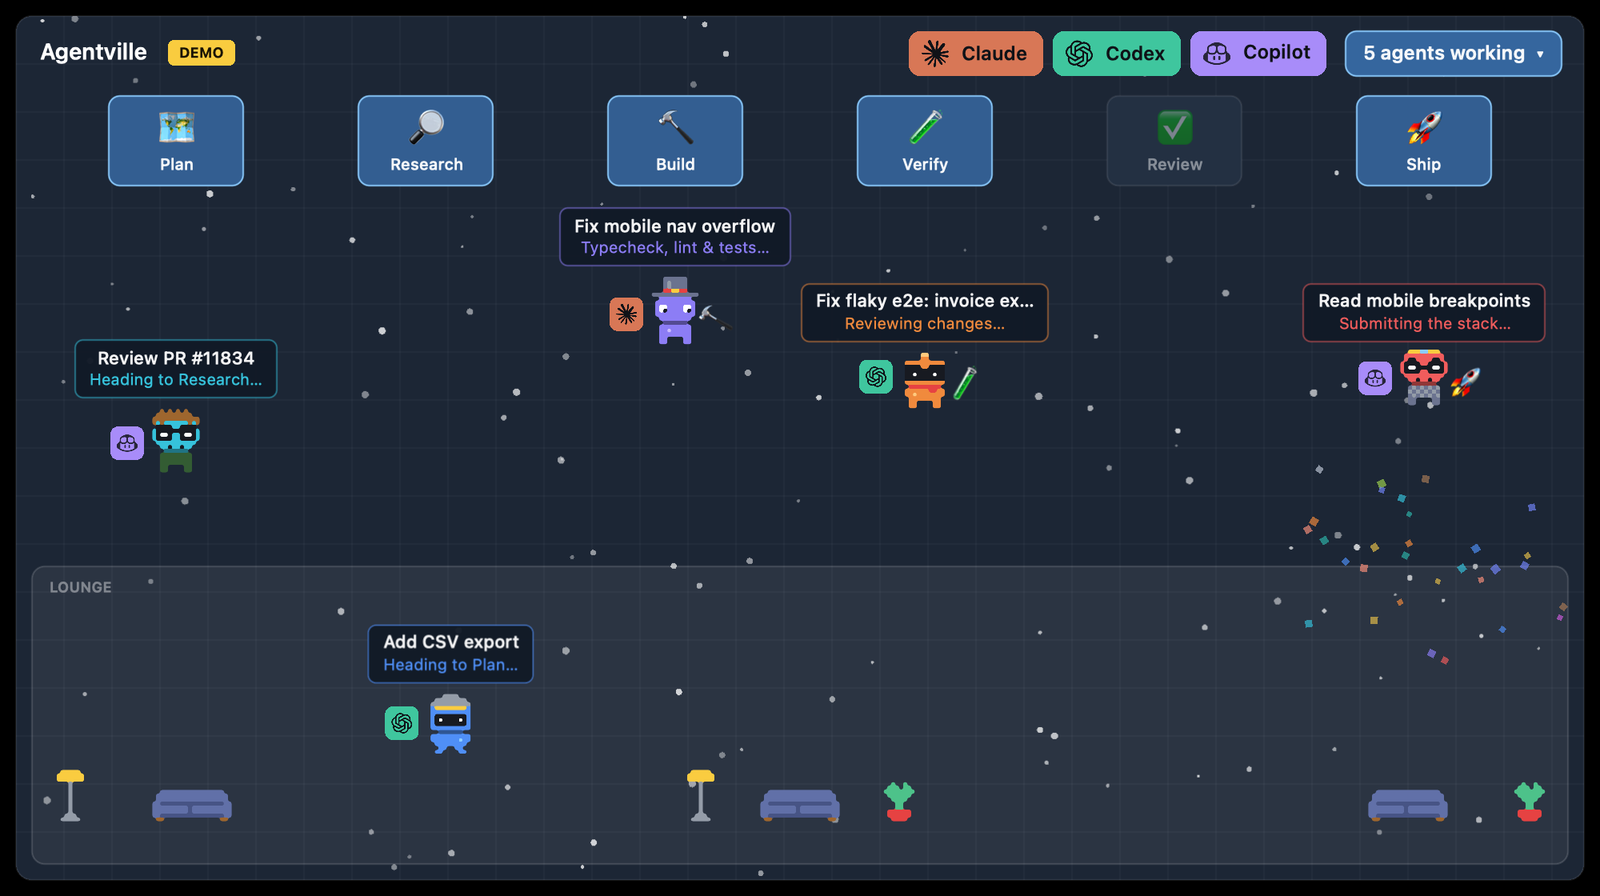 Agentville
DEMO
Claude
Codex
Copilot
5 agents working
Plan
Research
Build
Verify
Review
Ship
Fix mobile nav overflow
Typecheck, lint & tests...
Fix flaky e2e: invoice ex...
Reviewing changes...
Read mobile breakpoints
Submitting the stack...
Review PR #11834
Heading to Research...
LOUNGE
Add CSV export
Heading to Plan...